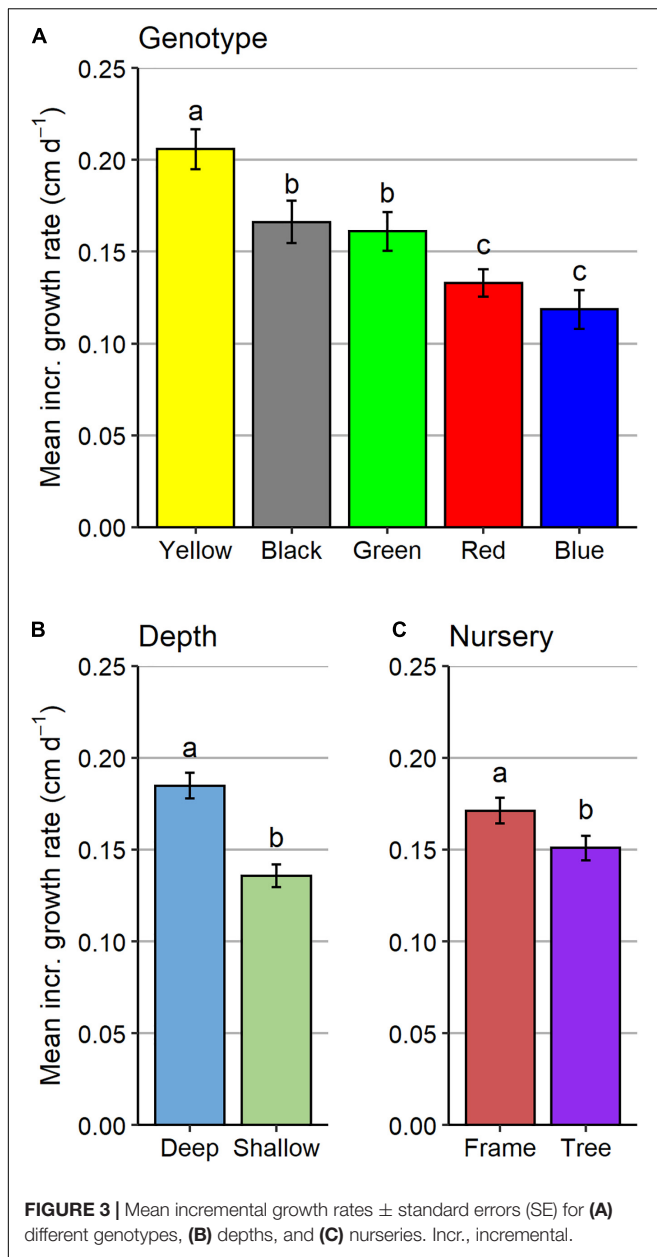 A Genotype
Mean incr. growth rate (cm d⁻¹)
0.25
0.20
0.15
0.10
0.05
0.00
a
b
b
c
c
Yellow Black Green Red Blue
B Depth
Mean incr. growth rate (cm d⁻¹)
0.25
0.20
0.15
0.10
0.05
0.00
a
b
Deep Shallow
C Nursery
0.25
0.20
0.15
0.10
0.05
0.00
a
b
Frame Tree
FIGURE 3 | Mean incremental growth rates ± standard errors (SE) for (A)
different genotypes, (B) depths, and (C) nurseries. Incr., incremental.